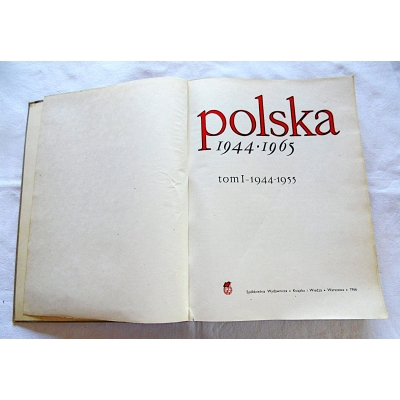 polska
1944·1965
tom I-1944-1955
Spółdzielnia Wydawnicza • Książka i Wiedza • Warszawa • 1966